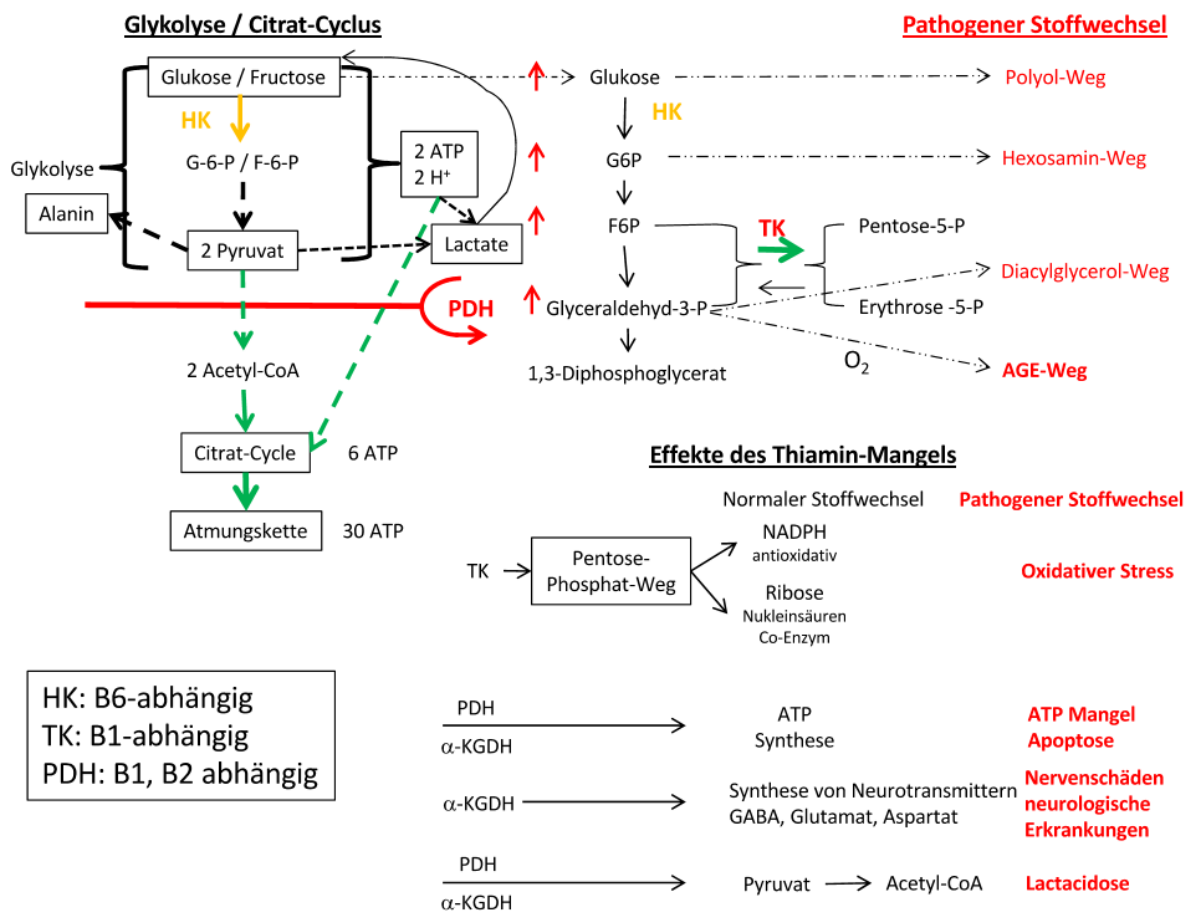 Glykolyse / Citrat-Cyclus
Pathogener Stoffwechsel
Glukose / Fructose
HK
G-6-P / F-6-P
Glykolyse
Alanin
2 Pyruvat
2 ATP
2 H⁺
Lactate
PDH
2 Acetyl-CoA
Citrat-Cycle
6 ATP
Atmungskette
30 ATP
Glukose
HK
G6P
F6P
Glyceraldehyd-3-P
1,3-Diphosphoglycerat
TK
Pentose-5-P
Erythrose -5-P
O₂
Polyol-Weg
Hexosamin-Weg
Diacylglycerol-Weg
AGE-Weg
Effekte des Thiamin-Mangels
Normaler Stoffwechsel
Pathogener Stoffwechsel
TK
Pentose-
Phosphat-Weg
NADPH
antioxidativ
Ribose
Nukleinsäuren
Co-Enzym
Oxidativer Stress
HK: B6-abhängig
TK: B1-abhängig
PDH: B1, B2 abhängig
PDH
α-KGDH
ATP
Synthese
ATP Mangel
Apoptose
α-KGDH
Synthese von Neurotransmittern
GABA, Glutamat, Aspartat
Nervenschäden
neurologische
Erkrankungen
PDH
α-KGDH
Pyruvat
Acetyl-CoA
Lactacidose